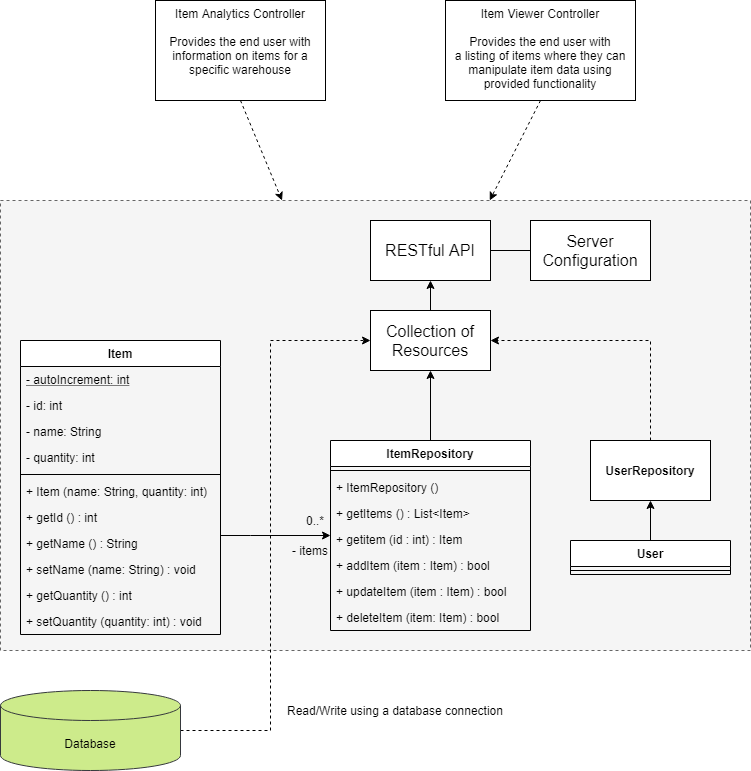 Item Analytics Controller
Provides the end user with
information on items for a
specific warehouse
Item Viewer Controller
Provides the end user with
a listing of items where they can
manipulate item data using
provided functionality
RESTful API
Server
Configuration
Collection of
Resources
Item
- autoIncrement: int
- id: int
- name: String
- quantity: int
+ Item (name: String, quantity: int)
+ getId () : int
+ getName () : String
+ setName (name: String) : void
+ getQuantity () : int
+ setQuantity (quantity: int) : void
0..*
- items
ItemRepository
+ ItemRepository ()
+ getItems () : List<Item>
+ getitem (id : int) : Item
+ addItem (item : Item) : bool
+ updateItem (item : Item) : bool
+ deleteItem (item: Item) : bool
UserRepository
User
Read/Write using a database connection
Database